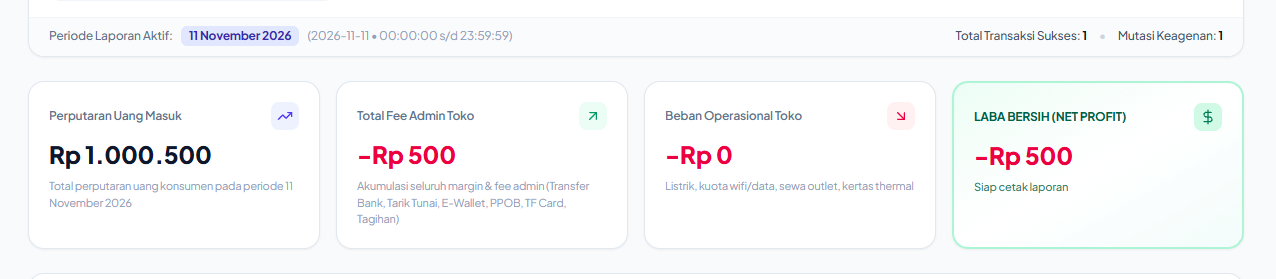 Periode Laporan Aktif: 11 November 2026 (2026-11-11 • 00:00:00 s/d 23:59:59) Total Transaksi Sukses: 1 • Mutasi Keagenan: 1
Perputaran Uang Masuk
Rp 1.000.500
Total perputaran uang konsumen pada periode 11
November 2026
Total Fee Admin Toko
-Rp 500
Akumulasi seluruh margin & fee admin (Transfer
Bank, Tarik Tunai, E-Wallet, PPOB, TF Card,
Tagihan)
Beban Operasional Toko
-Rp 0
Listrik, kuota wifi/data, sewa outlet, kertas thermal
LABA BERSIH (NET PROFIT)
$
-Rp 500
Siap cetak laporan